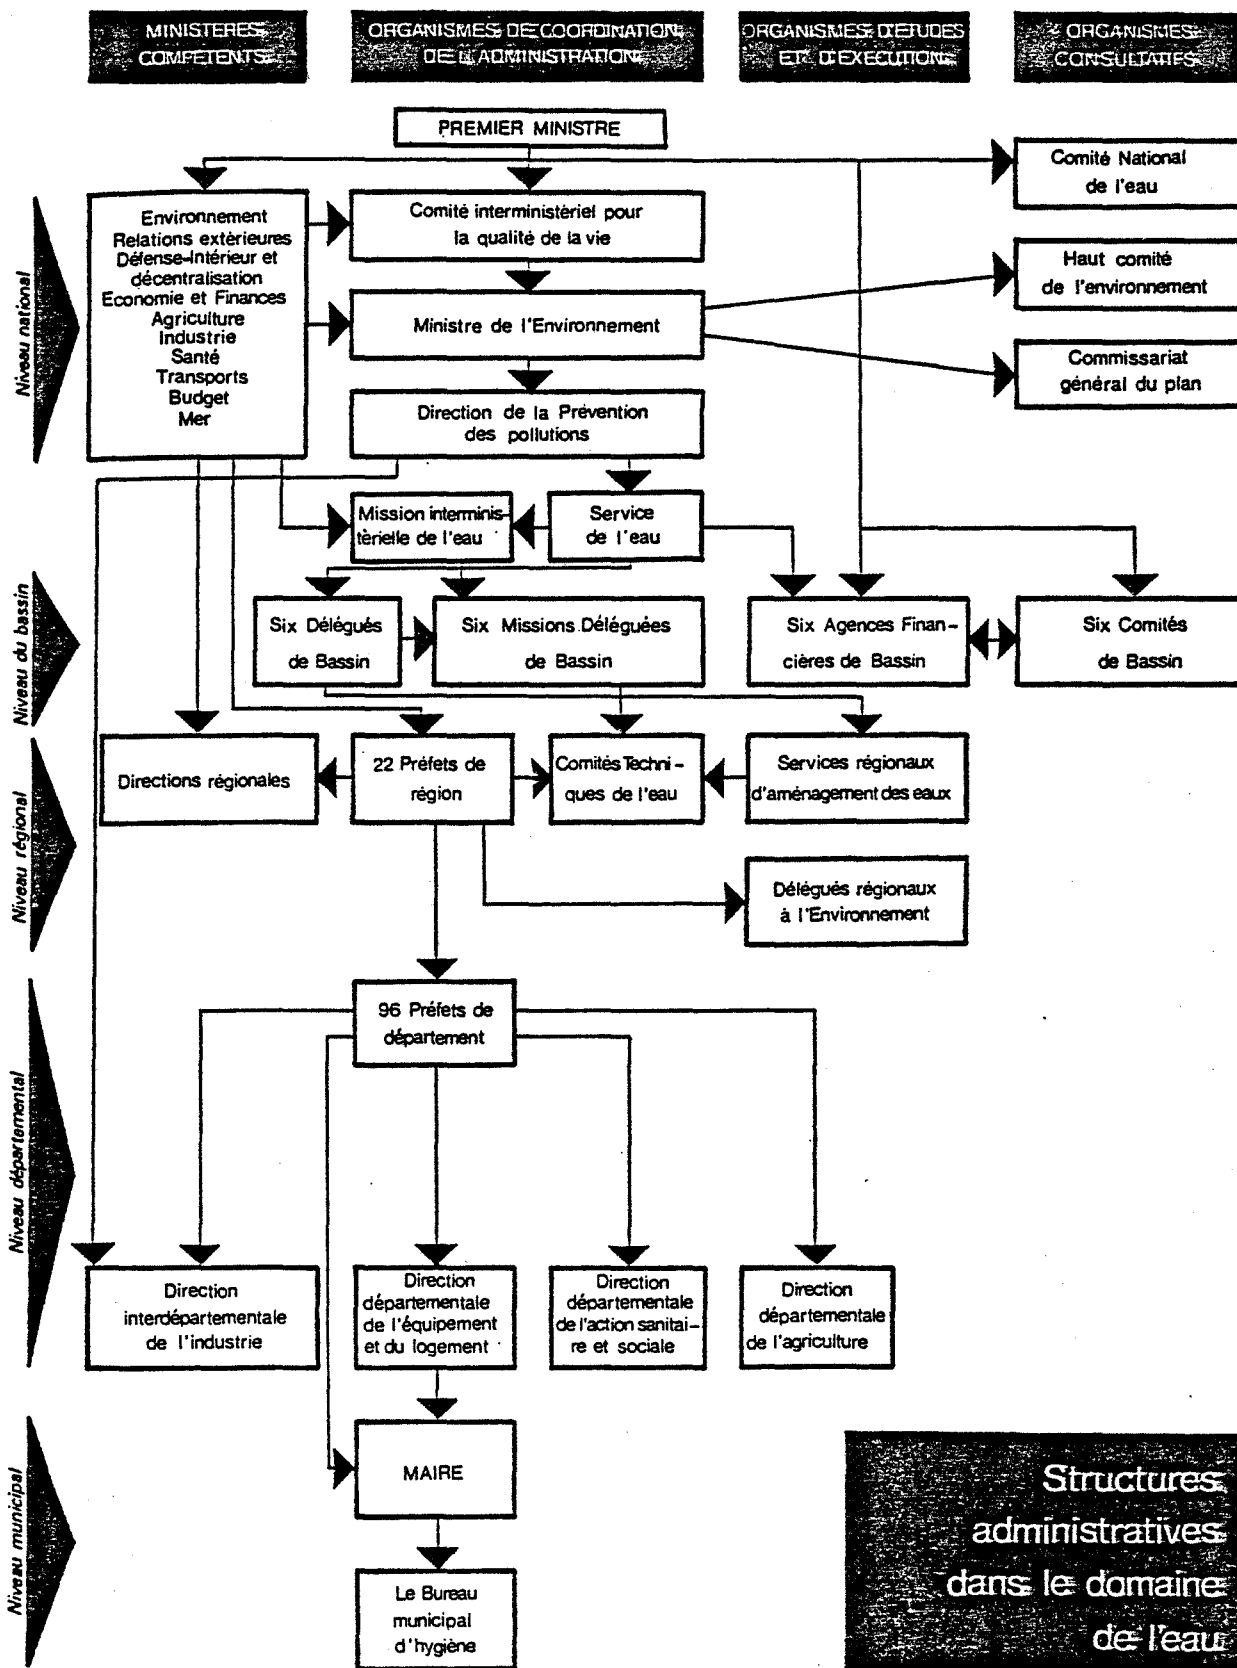 MINISTERES
COMPETENTS
ORGANISMES DE COORDINATION
DE L'ADMINISTRATION
ORGANISMES D'ETUDES
ET D'EXECUTION
ORGANISMES
CONSULTATIFS
PREMIER MINISTRE
Comité National
de l'eau
Niveau national
Environnement
Relations extèrieures
Défense-Intérieur et
décentralisation
Economie et Finances
Agriculture
Industrie
Santé
Transports
Budget
Mer
Comité interministèriel pour
la qualité de la vie
Haut comité
de l'environnement
Ministre de l'Environnement
Commissariat
général du plan
Direction de la Prévention
des pollutions
Mission interminis-
tèrielle de l'eau
Service
de l'eau
Niveau du bassin
Six Délégués
de Bassin
Six Missions Déléguées
de Bassin
Six Agences Finan-
cières de Bassin
Six Comités
de Bassin
Niveau régional
Directions régionales
22 Préfets de
région
Comités Techni-
ques de l'eau
Services régionaux
d'aménagement des eaux
Délégués régionaux
à l'Environnement
Niveau départemental
96 Préfets de
département
Direction
interdépartementale
de l'industrie
Direction
départementale
de l'équipement
et du logement
Direction
départementale
de l'action sanitai-
re et sociale
Direction
départementale
de l'agriculture
Niveau municipal
MAIRE
Le Bureau
municipal
d'hygiène
Structures
administratives
dans le domaine
de l'eau